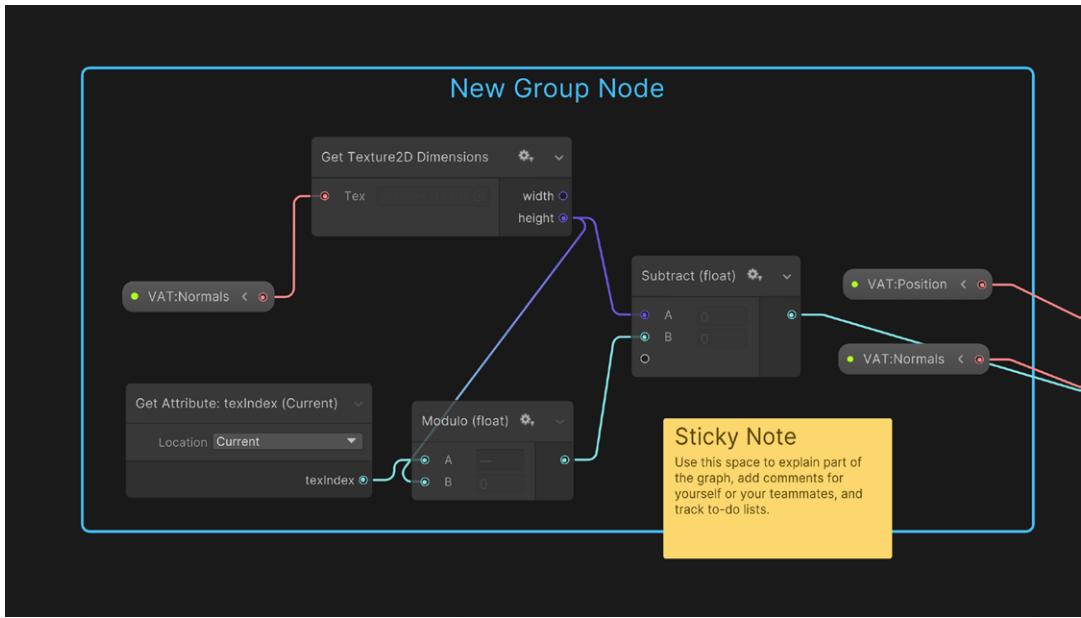 New Group Node
Get Texture2D Dimensions
Tex
width
height
VAT:Normals
Subtract (float)
A
0
B
0
VAT:Position
VAT:Normals
Get Attribute: texIndex (Current)
Location Current
texIndex
Modulo (float)
A
B
0
Sticky Note
Use this space to explain part of
the graph, add comments for
yourself or your teammates, and
track to-do lists.